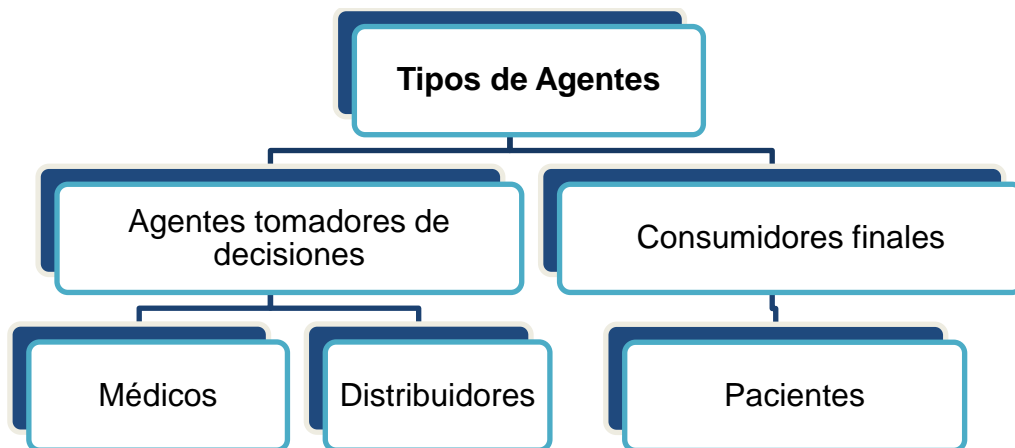 Tipos de Agentes
Agentes tomadores de
decisiones
Consumidores finales
Médicos
Distribuidores
Pacientes